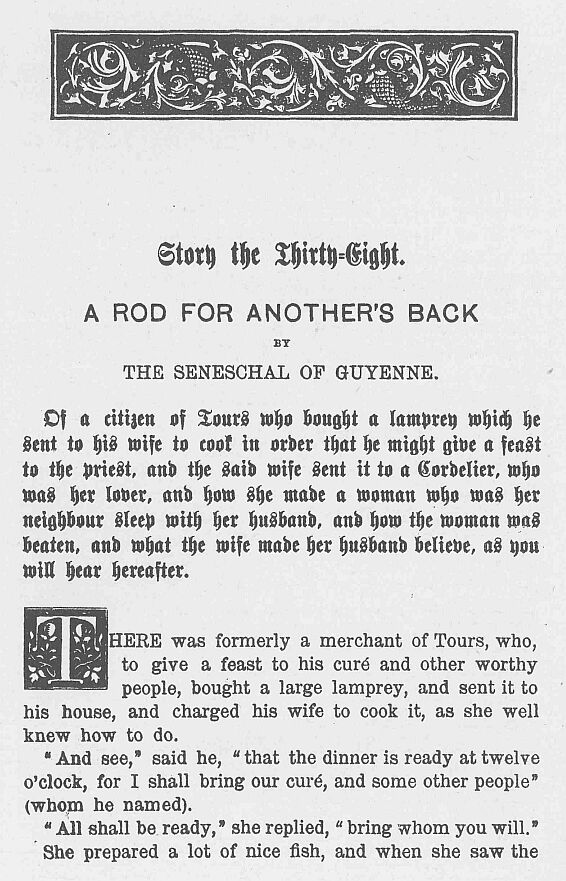 Story the Thirty-Eight.
A ROD FOR ANOTHER'S BACK
BY
THE SENESCHAL OF GUYENNE.
Of a citizen of Tours who bought a lamprey which he
sent to his wife to cook in order that he might give a feast
to the priest, and the said wife sent it to a Cordelier, who
was her lover, and how she made a woman who was her
neighbour sleep with her husband, and how the woman was
beaten, and what the wife made her husband believe, as you
will hear hereafter.
THERE was formerly a merchant of Tours, who,
to give a feast to his curé and other worthy
people, bought a large lamprey, and sent it to
his house, and charged his wife to cook it, as she well
knew how to do.
"And see," said he, "that the dinner is ready at twelve
o'clock, for I shall bring our curé, and some other people"
(whom he named).
"All shall be ready," she replied, "bring whom you will."
She prepared a lot of nice fish, and when she saw the